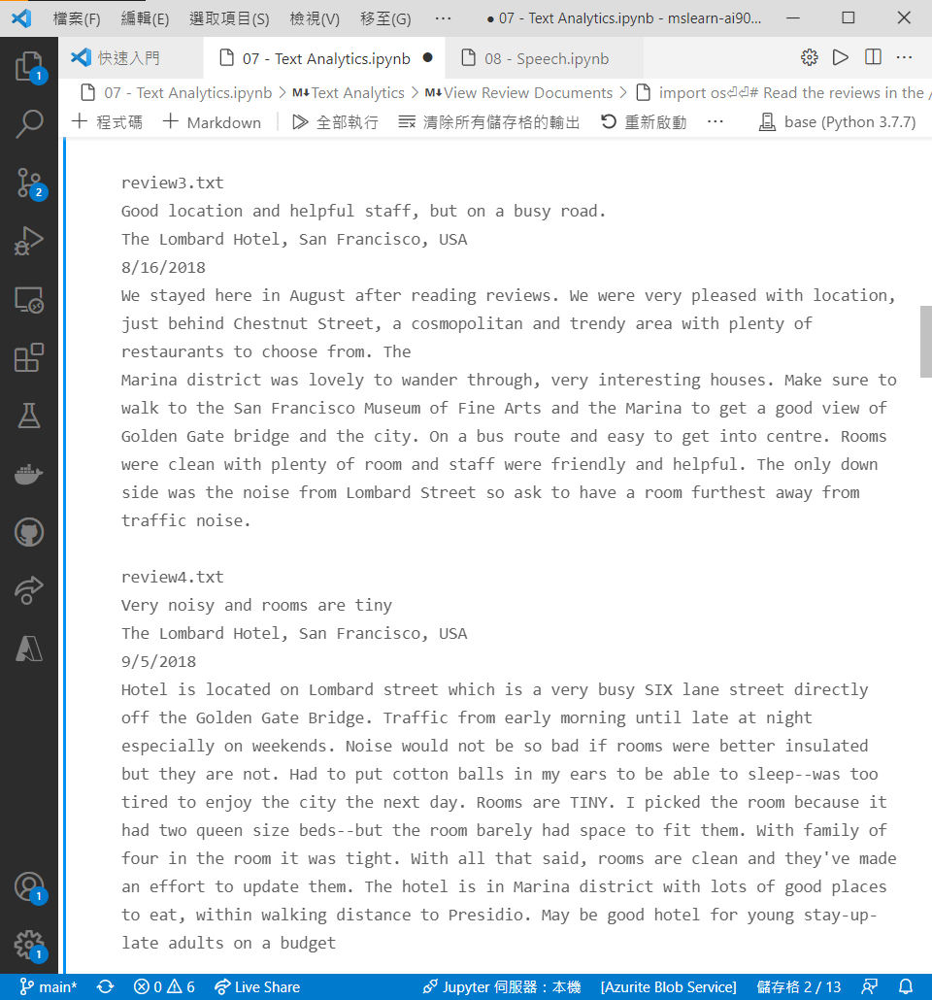 檔案(F) 編輯(E) 選取項目(S) 檢視(V) 移至(G) ··· ● 07 - Text Analytics.ipynb - mslearn-ai90...
快速入門 07 - Text Analytics.ipynb ● 08 - Speech.ipynb
07 - Text Analytics.ipynb > M↓Text Analytics > M↓View Review Documents > import os⏎⏎# Read the reviews in the /
+ 程式碼 + Markdown 全部執行 清除所有儲存格的輸出 重新啟動 ··· base (Python 3.7.7)
1
2
review3.txt
Good location and helpful staff, but on a busy road.
The Lombard Hotel, San Francisco, USA
8/16/2018
We stayed here in August after reading reviews. We were very pleased with location,
just behind Chestnut Street, a cosmopolitan and trendy area with plenty of
restaurants to choose from. The
Marina district was lovely to wander through, very interesting houses. Make sure to
walk to the San Francisco Museum of Fine Arts and the Marina to get a good view of
Golden Gate bridge and the city. On a bus route and easy to get into centre. Rooms
were clean with plenty of room and staff were friendly and helpful. The only down
side was the noise from Lombard Street so ask to have a room furthest away from
traffic noise.
review4.txt
Very noisy and rooms are tiny
The Lombard Hotel, San Francisco, USA
9/5/2018
Hotel is located on Lombard street which is a very busy SIX lane street directly
off the Golden Gate Bridge. Traffic from early morning until late at night
especially on weekends. Noise would not be so bad if rooms were better insulated
but they are not. Had to put cotton balls in my ears to be able to sleep--was too
tired to enjoy the city the next day. Rooms are TINY. I picked the room because it
had two queen size beds--but the room barely had space to fit them. With family of
four in the room it was tight. With all that said, rooms are clean and they've made
an effort to update them. The hotel is in Marina district with lots of good places
to eat, within walking distance to Presidio. May be good hotel for young stay-up-
late adults on a budget
1
1
main* 0 6 Live Share Jupyter 伺服器：本機 [Azurite Blob Service] 儲存格 2 / 13